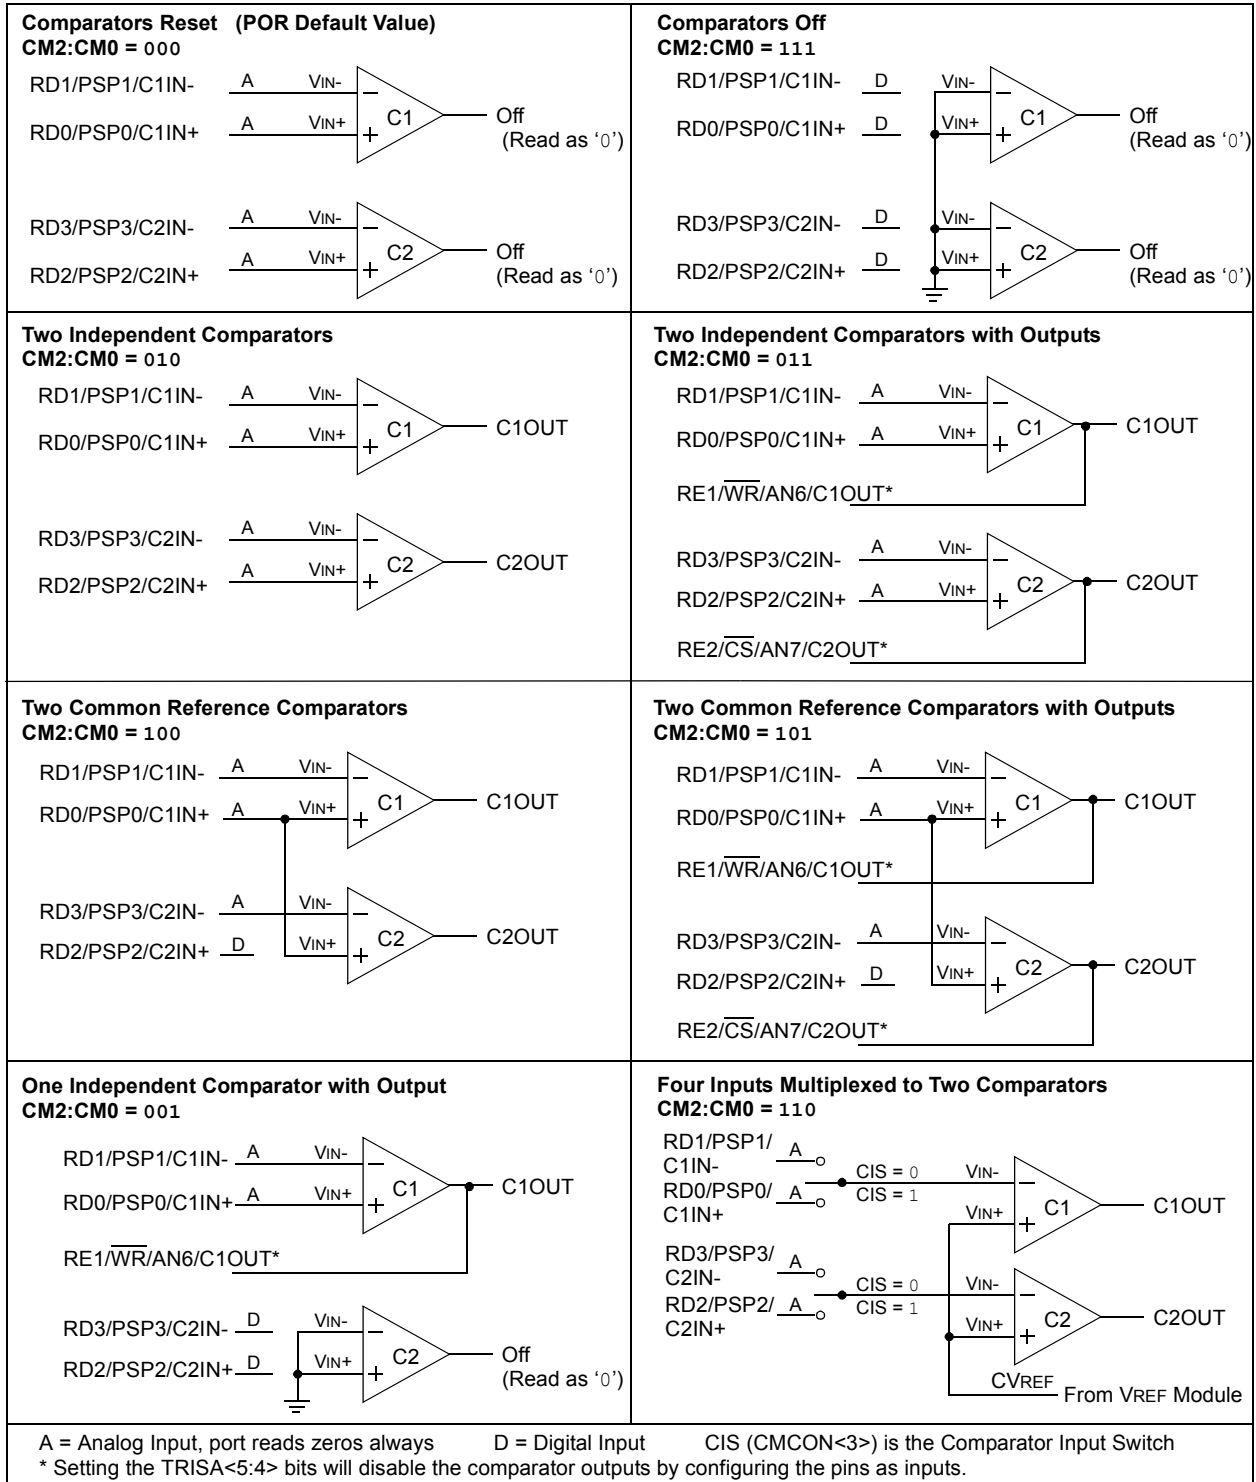 Comparators Reset (POR Default Value)
CM2:CM0 = 000
RD1/PSP1/C1IN- A VIN-
RD0/PSP0/C1IN+ A VIN+
C1
Off
(Read as ‘0’)
RD3/PSP3/C2IN- A VIN-
RD2/PSP2/C2IN+ A VIN+
C2
Off
(Read as ‘0’)
Comparators Off
CM2:CM0 = 111
RD1/PSP1/C1IN- D VIN-
RD0/PSP0/C1IN+ D VIN+
C1
Off
(Read as ‘0’)
RD3/PSP3/C2IN- D VIN-
RD2/PSP2/C2IN+ D VIN+
C2
Off
(Read as ‘0’)
Two Independent Comparators
CM2:CM0 = 010
RD1/PSP1/C1IN- A VIN-
RD0/PSP0/C1IN+ A VIN+
C1 C1OUT
RD3/PSP3/C2IN- A VIN-
RD2/PSP2/C2IN+ A VIN+
C2 C2OUT
Two Independent Comparators with Outputs
CM2:CM0 = 011
RD1/PSP1/C1IN- A VIN-
RD0/PSP0/C1IN+ A VIN+
C1 C1OUT
RE1/WR/AN6/C1OUT*
RD3/PSP3/C2IN- A VIN-
RD2/PSP2/C2IN+ A VIN+
C2 C2OUT
RE2/CS/AN7/C2OUT*
Two Common Reference Comparators
CM2:CM0 = 100
RD1/PSP1/C1IN- A VIN-
RD0/PSP0/C1IN+ A VIN+
C1 C1OUT
RD3/PSP3/C2IN- A VIN-
RD2/PSP2/C2IN+ D VIN+
C2 C2OUT
Two Common Reference Comparators with Outputs
CM2:CM0 = 101
RD1/PSP1/C1IN- A VIN-
RD0/PSP0/C1IN+ A VIN+
C1 C1OUT
RE1/WR/AN6/C1OUT*
RD3/PSP3/C2IN- A VIN-
RD2/PSP2/C2IN+ D VIN+
C2 C2OUT
RE2/CS/AN7/C2OUT*
One Independent Comparator with Output
CM2:CM0 = 001
RD1/PSP1/C1IN- A VIN-
RD0/PSP0/C1IN+ A VIN+
C1 C1OUT
RE1/WR/AN6/C1OUT*
RD3/PSP3/C2IN- D VIN-
RD2/PSP2/C2IN+ D VIN+
C2
Off
(Read as ‘0’)
Four Inputs Multiplexed to Two Comparators
CM2:CM0 = 110
RD1/PSP1/ A
C1IN- CIS = 0 VIN-
RD0/PSP0/ A CIS = 1
C1IN+ VIN+
C1 C1OUT
RD3/PSP3/ A
C2IN- CIS = 0 VIN-
RD2/PSP2/ A CIS = 1
C2IN+ VIN+
C2 C2OUT
CVREF
From VREF Module
A = Analog Input, port reads zeros always D = Digital Input CIS (CMCON<3>) is the Comparator Input Switch
* Setting the TRISA<5:4> bits will disable the comparator outputs by configuring the pins as inputs.